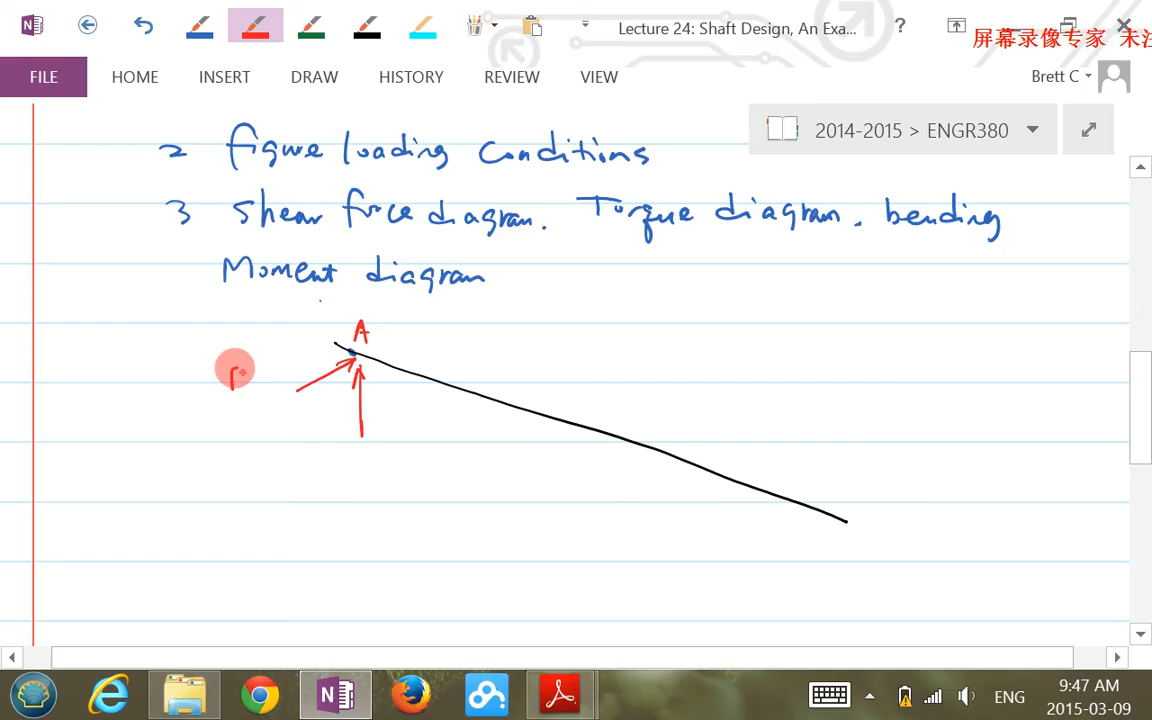 Lecture 24: Shaft Design, An Exa...
?
屏幕录像专家 未注
FILE HOME INSERT DRAW HISTORY REVIEW VIEW
Brett C
2014-2015 > ENGR380
2 figure loading conditions
3 Shear force diagram. Torque diagram. bending
Moment diagram
A
ENG
9:47 AM
2015-03-09